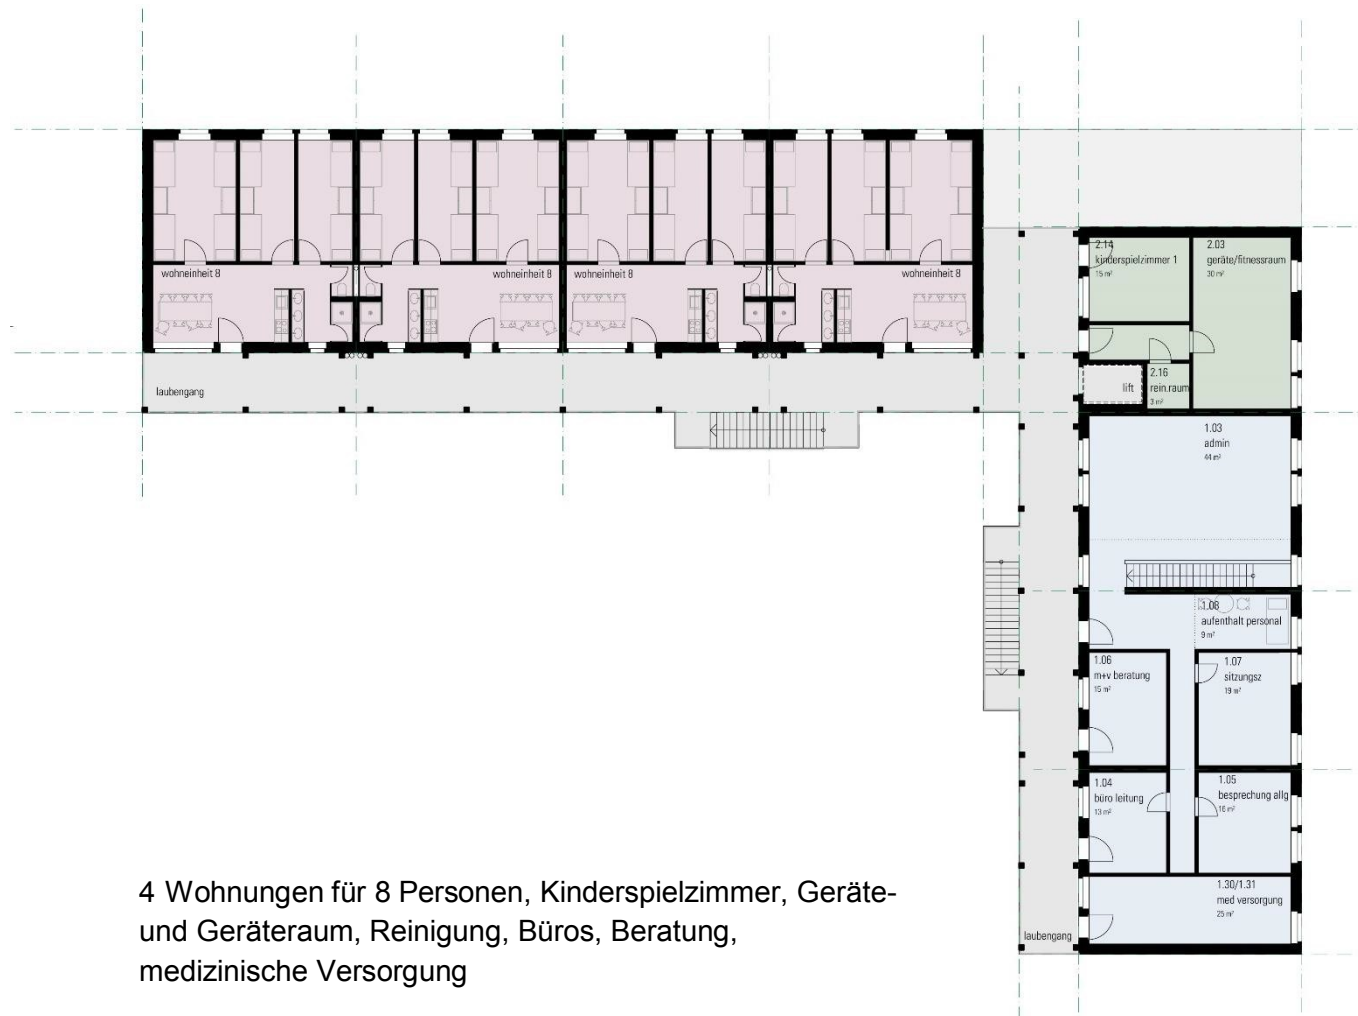 wohneinheit 8
wohneinheit 8
wohneinheit 8
wohneinheit 8
laubengang
2.14
kinderspielzimmer 1
15 m²
2.03
geräte/fitnessraum
30 m²
2.16
rein.raum
3 m²
lift
1.03
admin
44 m²
1.08
aufenthalt personal
9 m²
1.06
m+v beratung
15 m²
1.07
sitzungsz
19 m²
1.04
büro leitung
13 m²
1.05
besprechung allg
16 m²
1.30/1.31
med versorgung
25 m²
laubengang
4 Wohnungen für 8 Personen, Kinderspielzimmer, Geräte-
und Geräteraum, Reinigung, Büros, Beratung,
medizinische Versorgung